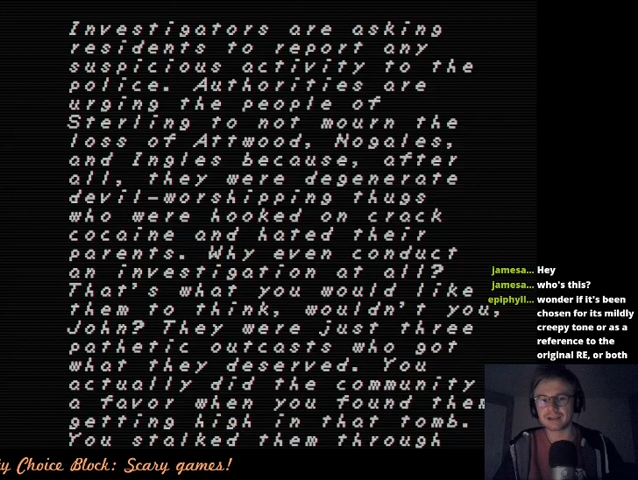 Investigators are asking
residents to report any
suspicious activity to the
police. Authorities are
urging the people of
Sterling to not mourn the
loss of Attwood, Nogales,
and Ingles because, after
all, they were degenerate
devil-worshipping thugs
who were hooked on crack
cocaine and hated their
parents. Why even conduct
an investigation at all?
That's what you would like
them to think, wouldn't you,
John? They were just three
pathetic outcasts who got
what they deserved. You
actually did the community
a favor when you found them
getting high in that tomb.
You stalked them through
jamesa... Hey
jamesa... who's this?
epiphyll... wonder if it's been
chosen for its mildly
creepy tone or as a
reference to the
original RE, or both
ty Choice Block: Scary games!